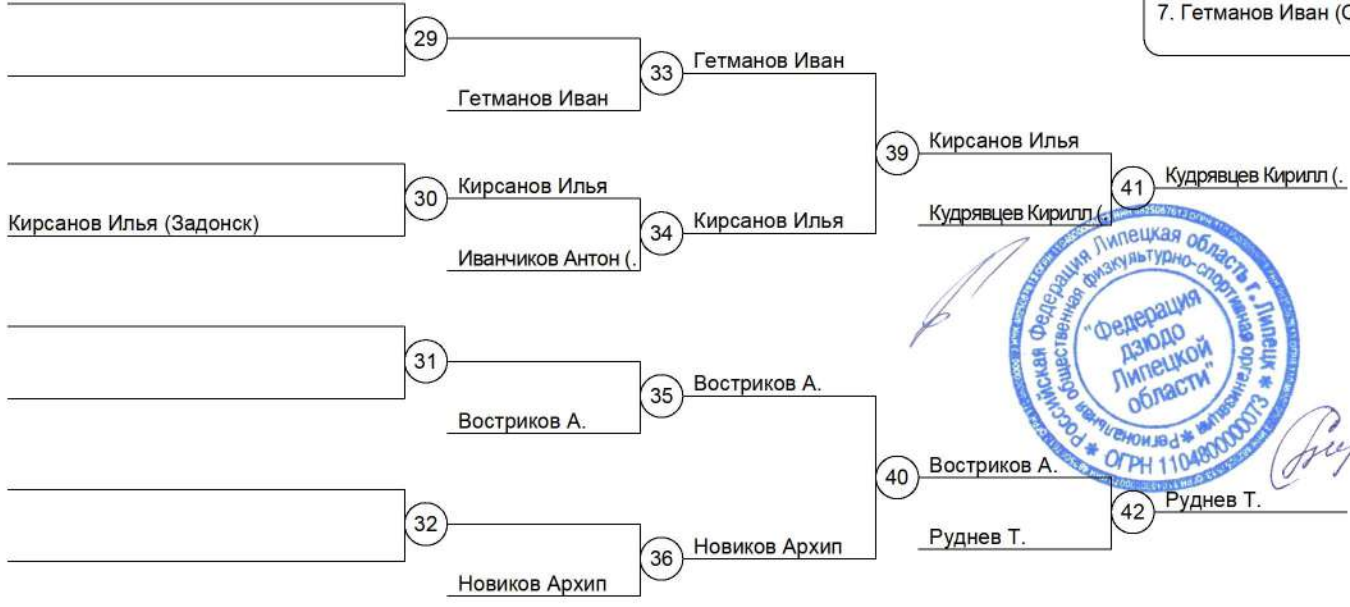 7. Гетманов Иван (С
29
33
Гетманов Иван
Гетманов Иван
39
Кирсанов Илья
Кирсанов Илья (Задонск)
30
Кирсанов Илья
Иванчиков Антон (.
34
Кирсанов Илья
Кудрявцев Кирилл (.
41
Кудрявцев Кирилл (.
Российская Федерация Липецкая область г. Липецк
Региональная общественная физкультурно-спортивная организация
ОГРН 1104800000073
"Федерация
дзюдо
Липецкой
области"
31
Востриков А.
35
Востриков А.
40
Востриков А.
Руднев Т.
42
Руднев Т.
32
Новиков Архип
36
Новиков Архип